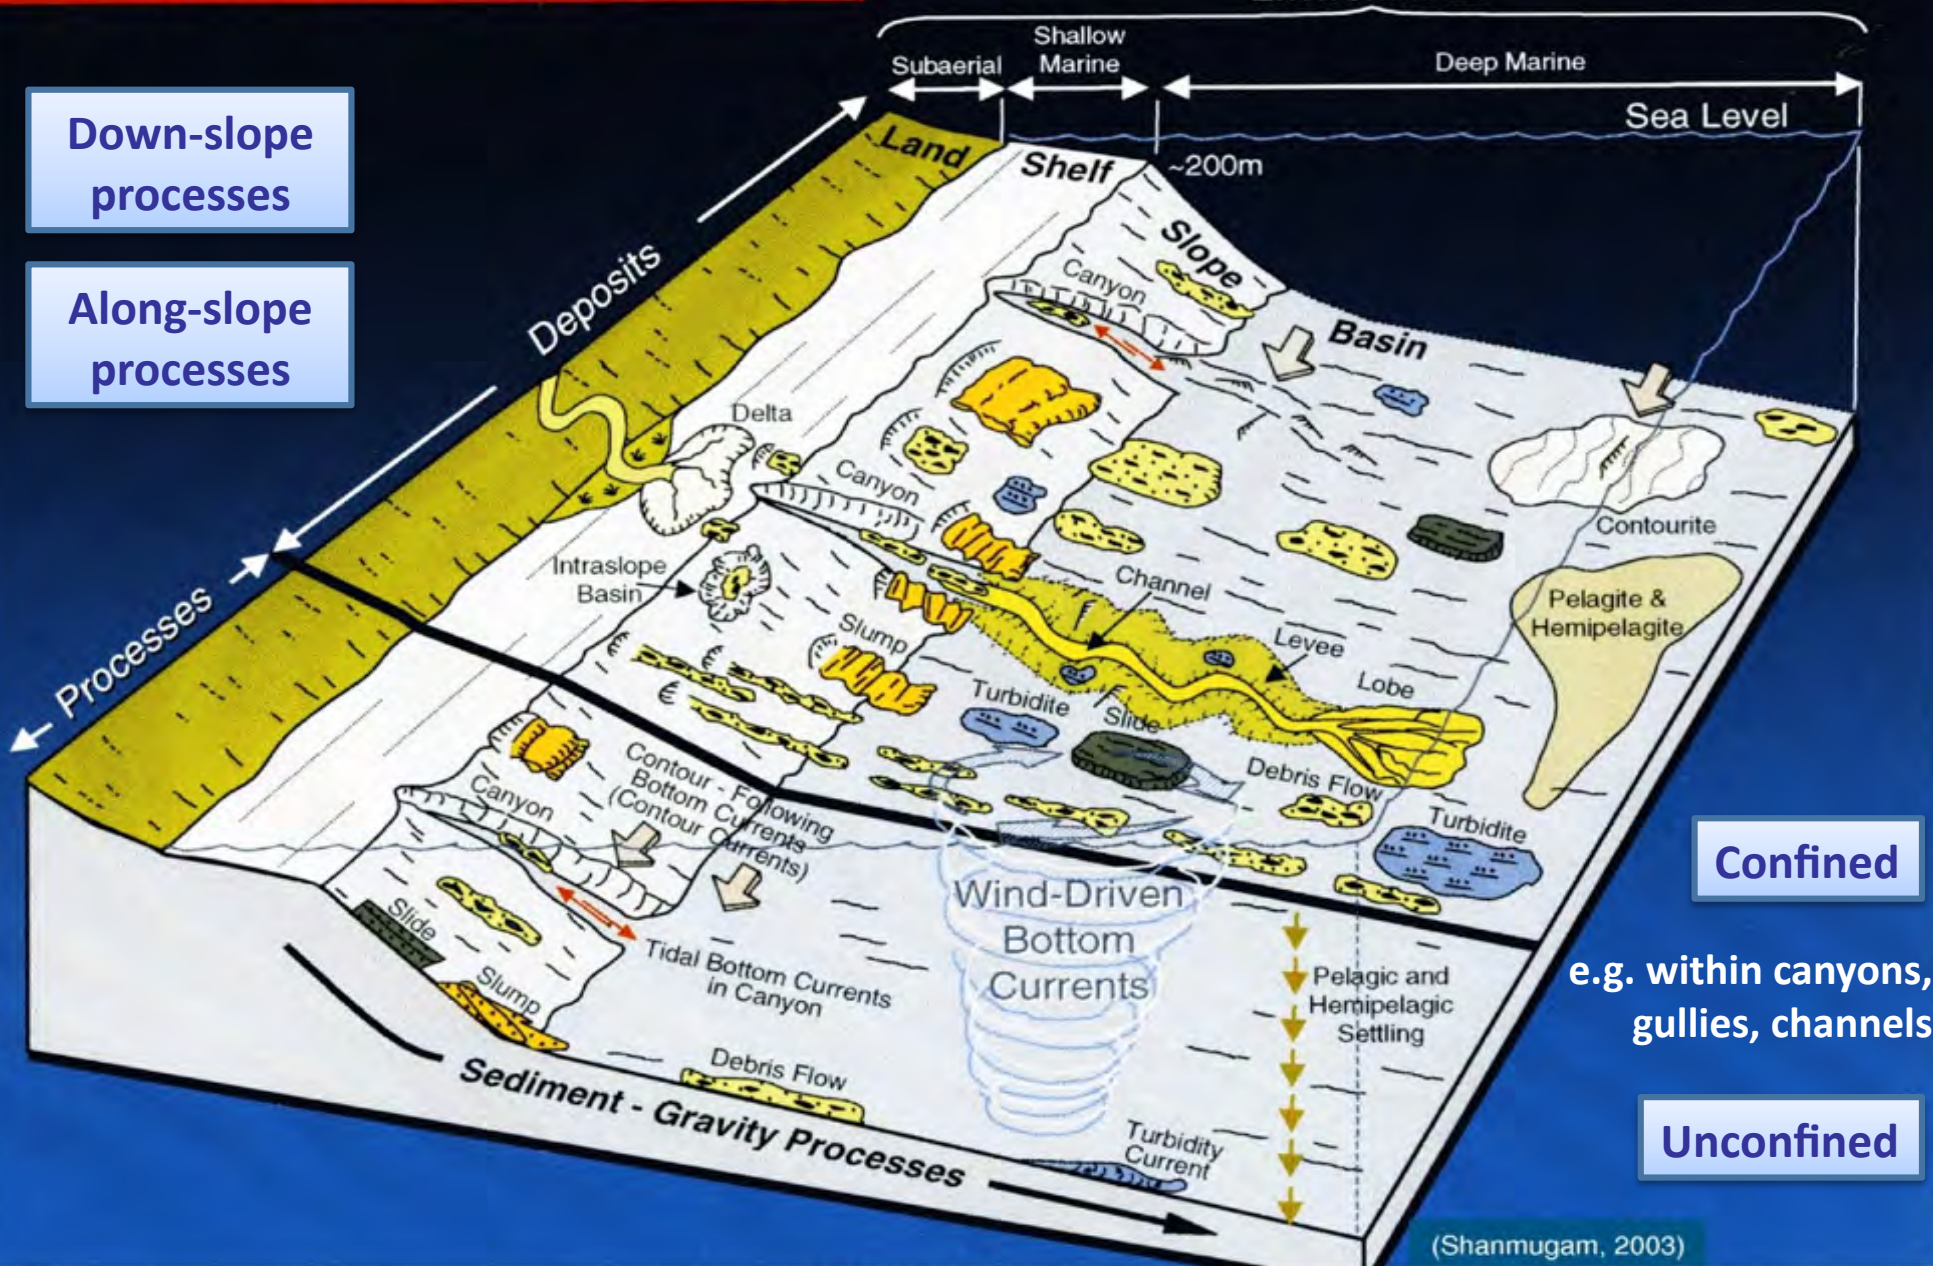 Subaerial
Shallow
Marine
Deep Marine
Sea Level
Down-slope
processes
Along-slope
processes
Land
Shelf
~200m
Slope
Canyon
Basin
Deposits
Delta
Canyon
Contourite
Intraslope
Basin
Channel
Pelagite &
Hemipelagite
Processes
Slump
Levee
Lobe
Turbidite
Slide
Debris Flow
Turbidite
Contour - Following
Bottom Currents
(Contour Currents)
Canyon
Confined
Wind-Driven
Bottom
Currents
Slide
Slump
Tidal Bottom Currents
in Canyon
Pelagic and
Hemipelagic
Settling
e.g. within canyons,
gullies, channels
Debris Flow
Sediment - Gravity Processes
Turbidity
Current
Unconfined
(Shanmugam, 2003)